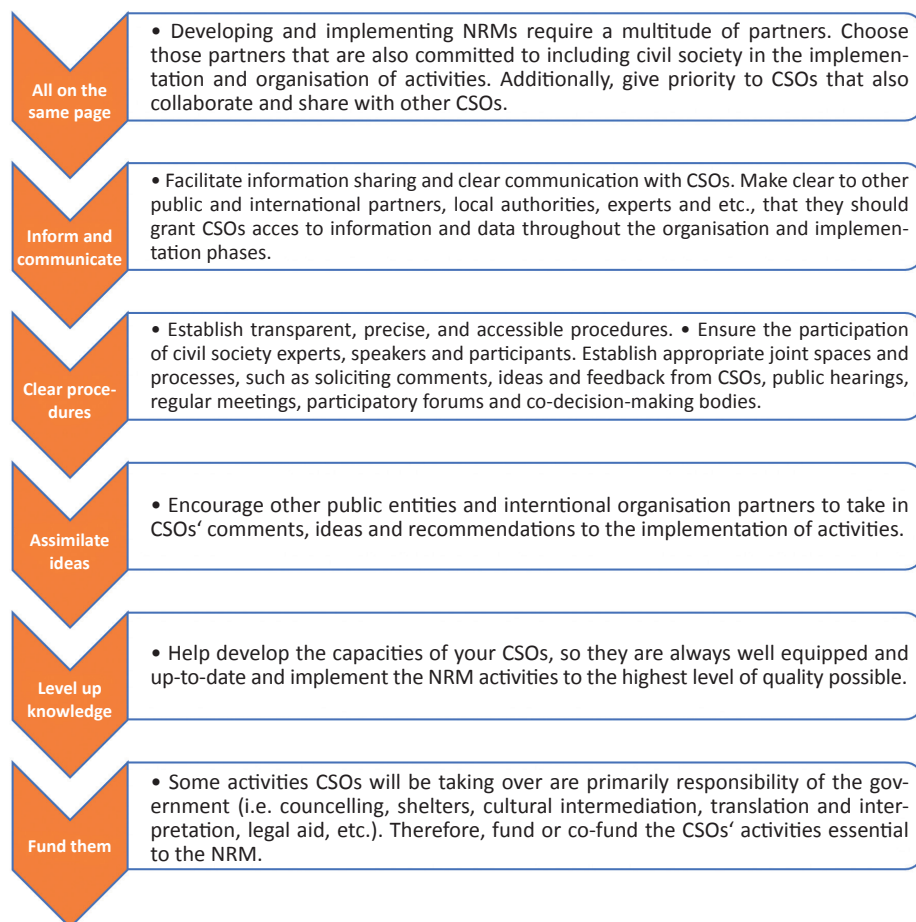 All on the
same page
• Developing and implementing NRMs require a multitude of partners. Choose
those partners that are also committed to including civil society in the implemen-
tation and organisation of activities. Additionally, give priority to CSOs that also
collaborate and share with other CSOs.
Inform and
communicate
• Facilitate information sharing and clear communication with CSOs. Make clear to other
public and international partners, local authorities, experts and etc., that they should
grant CSOs acces to information and data throughout the organisation and implemen-
tation phases.
Clear proce-
dures
• Establish transparent, precise, and accessible procedures. • Ensure the participation
of civil society experts, speakers and participants. Establish appropriate joint spaces and
processes, such as soliciting comments, ideas and feedback from CSOs, public hearings,
regular meetings, participatory forums and co-decision-making bodies.
Assimilate
ideas
• Encourage other public entities and interntional organisation partners to take in
CSOs‘ comments, ideas and recommendations to the implementation of activities.
Level up
knowledge
• Help develop the capacities of your CSOs, so they are always well equipped and
up-to-date and implement the NRM activities to the highest level of quality possible.
Fund them
• Some activities CSOs will be taking over are primarily responsibility of the gov-
ernment (i.e. councelling, shelters, cultural intermediation, translation and inter-
pretation, legal aid, etc.). Therefore, fund or co-fund the CSOs‘ activities essential
to the NRM.